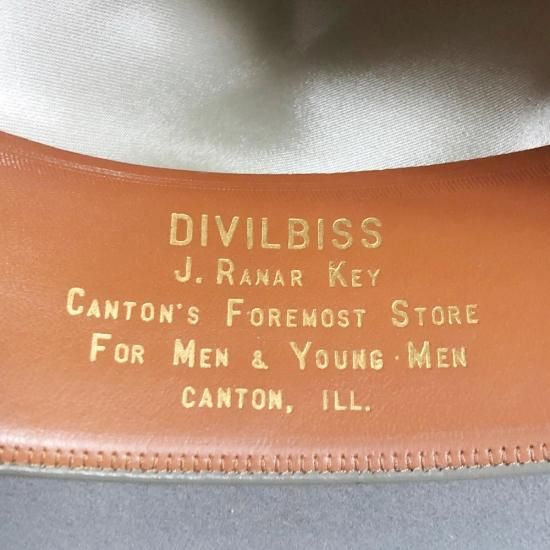 DIVILBISS
J. RANAR KEY
CANTON'S FOREMOST STORE
FOR MEN & YOUNG MEN
CANTON, ILL.